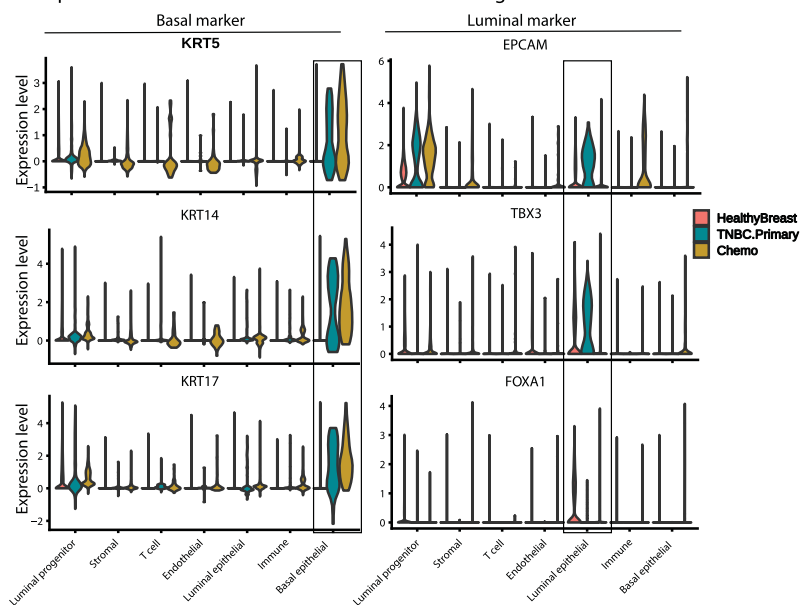 Basal marker
Luminal marker
KRT5
EPCAM
Expression level
3
2
1
0
−1
6
4
2
0
KRT14
TBX3
Expression level
4
2
0
4
3
2
1
0
HealthyBreast
TNBC.Primary
Chemo
KRT17
FOXA1
Expression level
4
2
0
−2
4
3
2
1
0
Luminal progenitor
Stromal
T cell
Endothelial
Luminal epithelial
Immune
Basal epithelial
Luminal progenitor
Stromal
T cell
Endothelial
Luminal epithelial
Immune
Basal epithelial